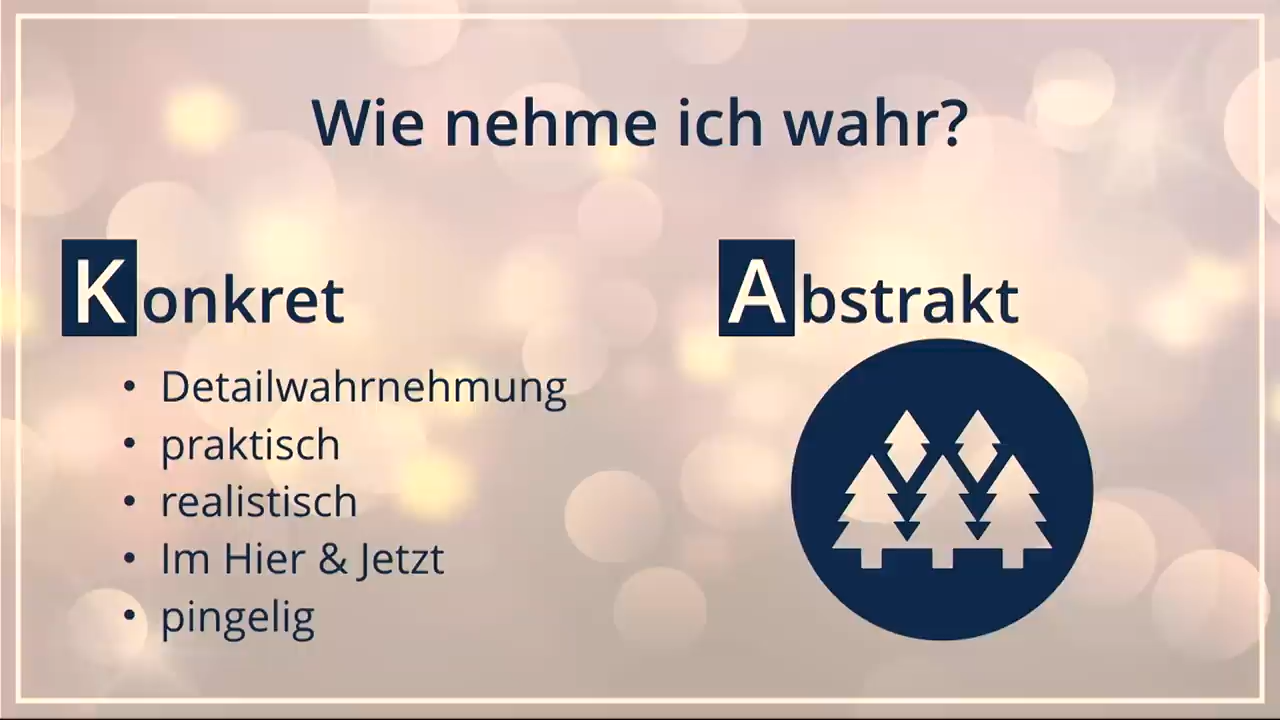 Wie nehme ich wahr?
Konkret
• Detailwahrnehmung
• praktisch
• realistisch
• Im Hier & Jetzt
• pingelig
Abstrakt